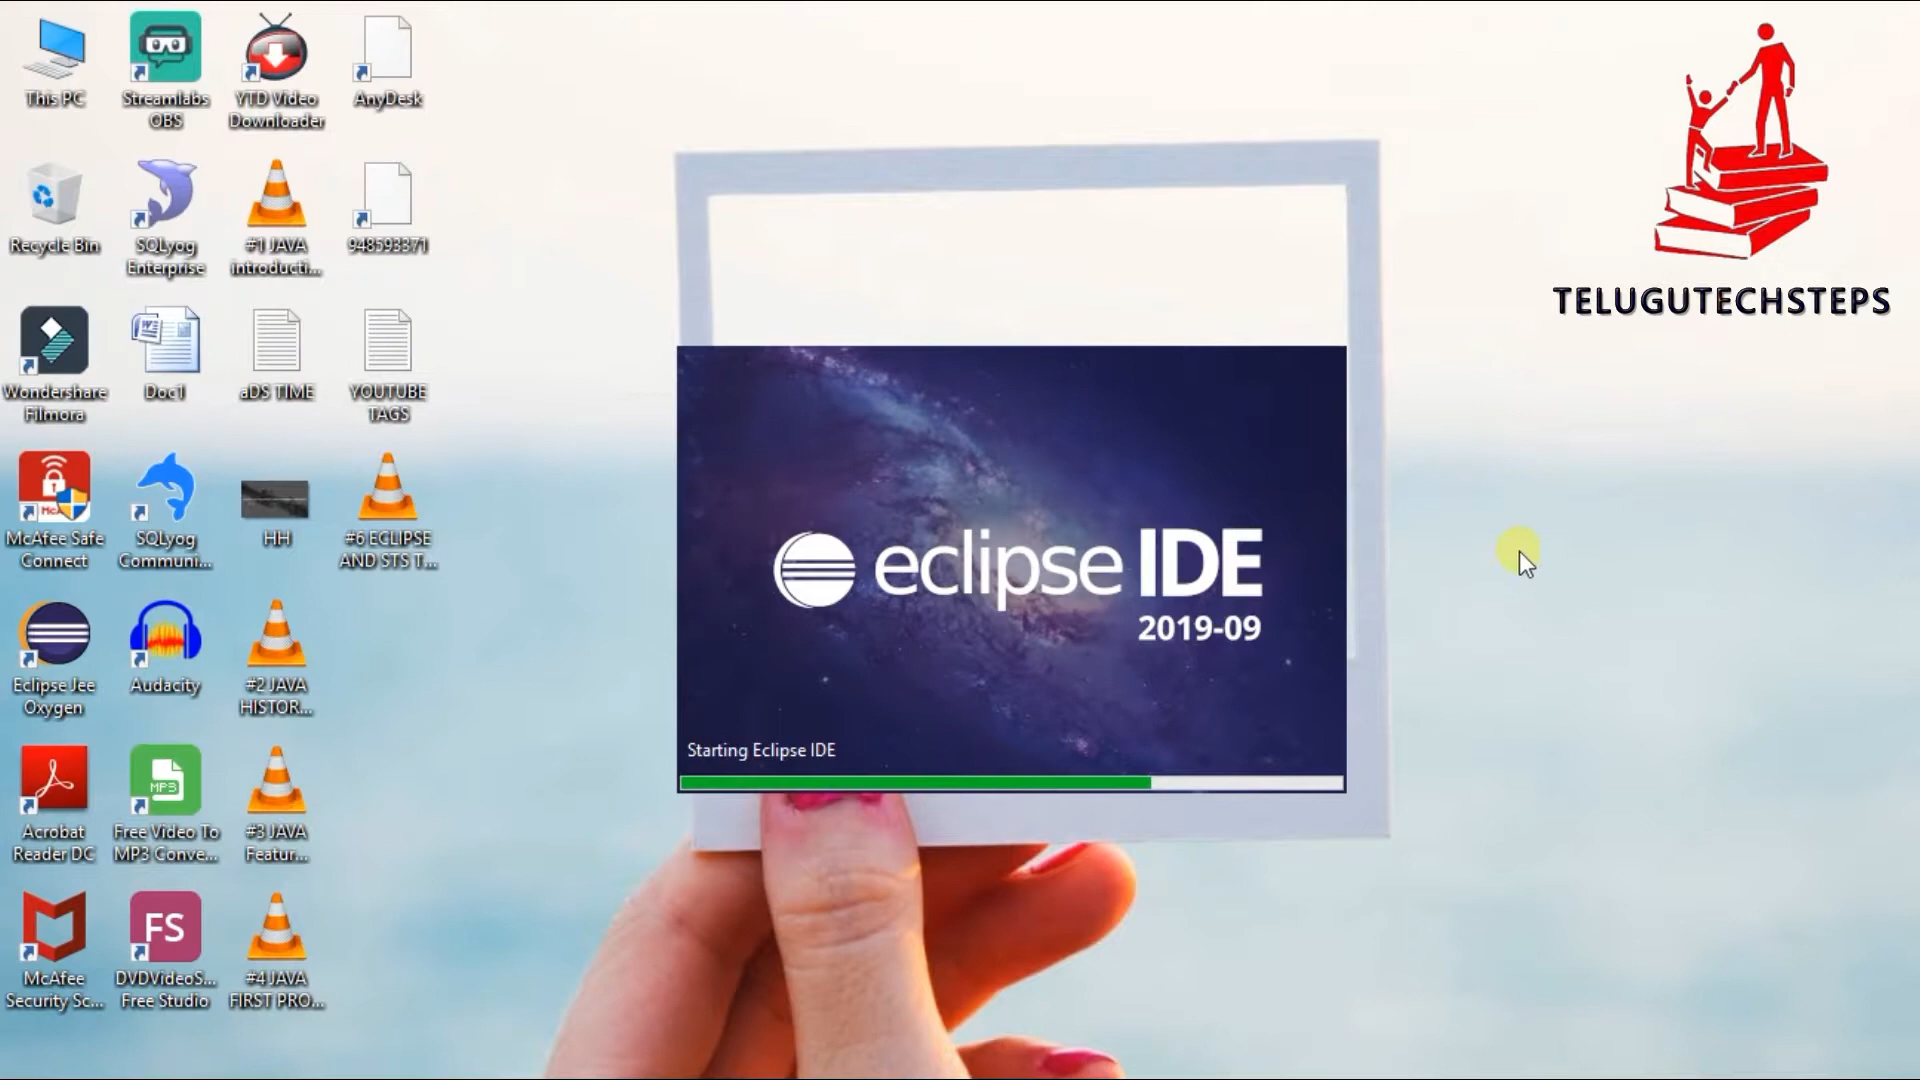 This PC
Streamlabs
OBS
YTD Video
Downloader
AnyDesk
Recycle Bin
SQLyog
Enterprise
#1 JAVA
introducti...
948593371
Wondershare
Filmora
Doc1
aDS TIME
YOUTUBE
TAGS
McAfee Safe
Connect
SQLyog
Communi...
HH
#6 ECLIPSE
AND STS T...
Eclipse Jee
Oxygen
Audacity
#2 JAVA
HISTOR...
Acrobat
Reader DC
MP3
Free Video To
MP3 Conve...
#3 JAVA
Featur...
McAfee
Security Sc...
FS
DVDVideoS...
Free Studio
#4 JAVA
FIRST PRO...
eclipse IDE
2019-09
Starting Eclipse IDE
TELUGUTECHSTEPS